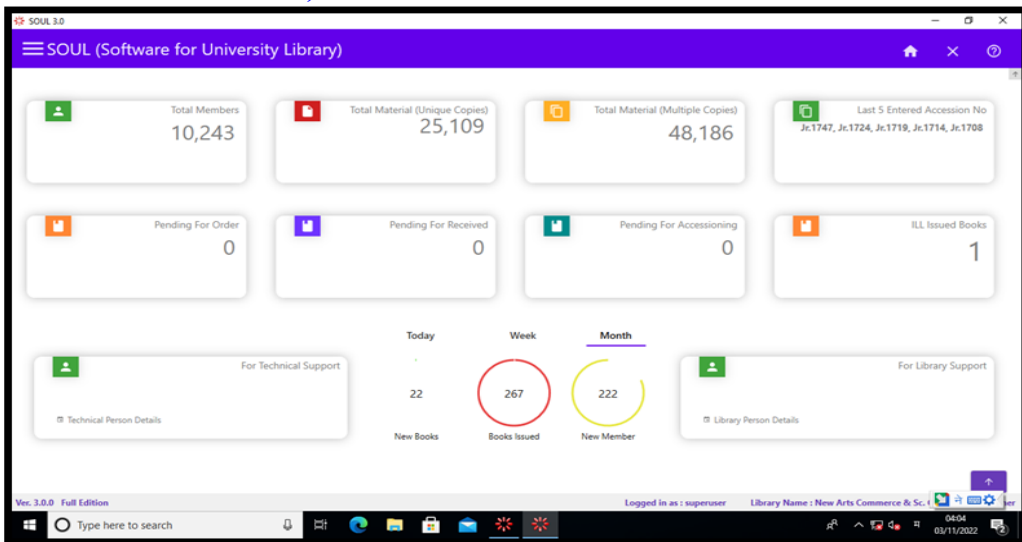 SOUL 3.0
SOUL (Software for University Library)
Total Members
10,243
Total Material (Unique Copies)
25,109
Total Material (Multiple Copies)
48,186
Last 5 Entered Accession No
Jr.1747, Jr.1724, Jr.1719, Jr.1714, Jr.1708
Pending For Order
0
Pending For Received
0
Pending For Accessioning
0
ILL Issued Books
1
Today Week Month
For Technical Support
Technical Person Details
22 267 222
New Books Books Issued New Member
For Library Support
Library Person Details
Ver. 3.0.0 Full Edition
Logged in as : superuser Library Name : New Arts Commerce & Sc.
Type here to search
04:04
03/11/2022